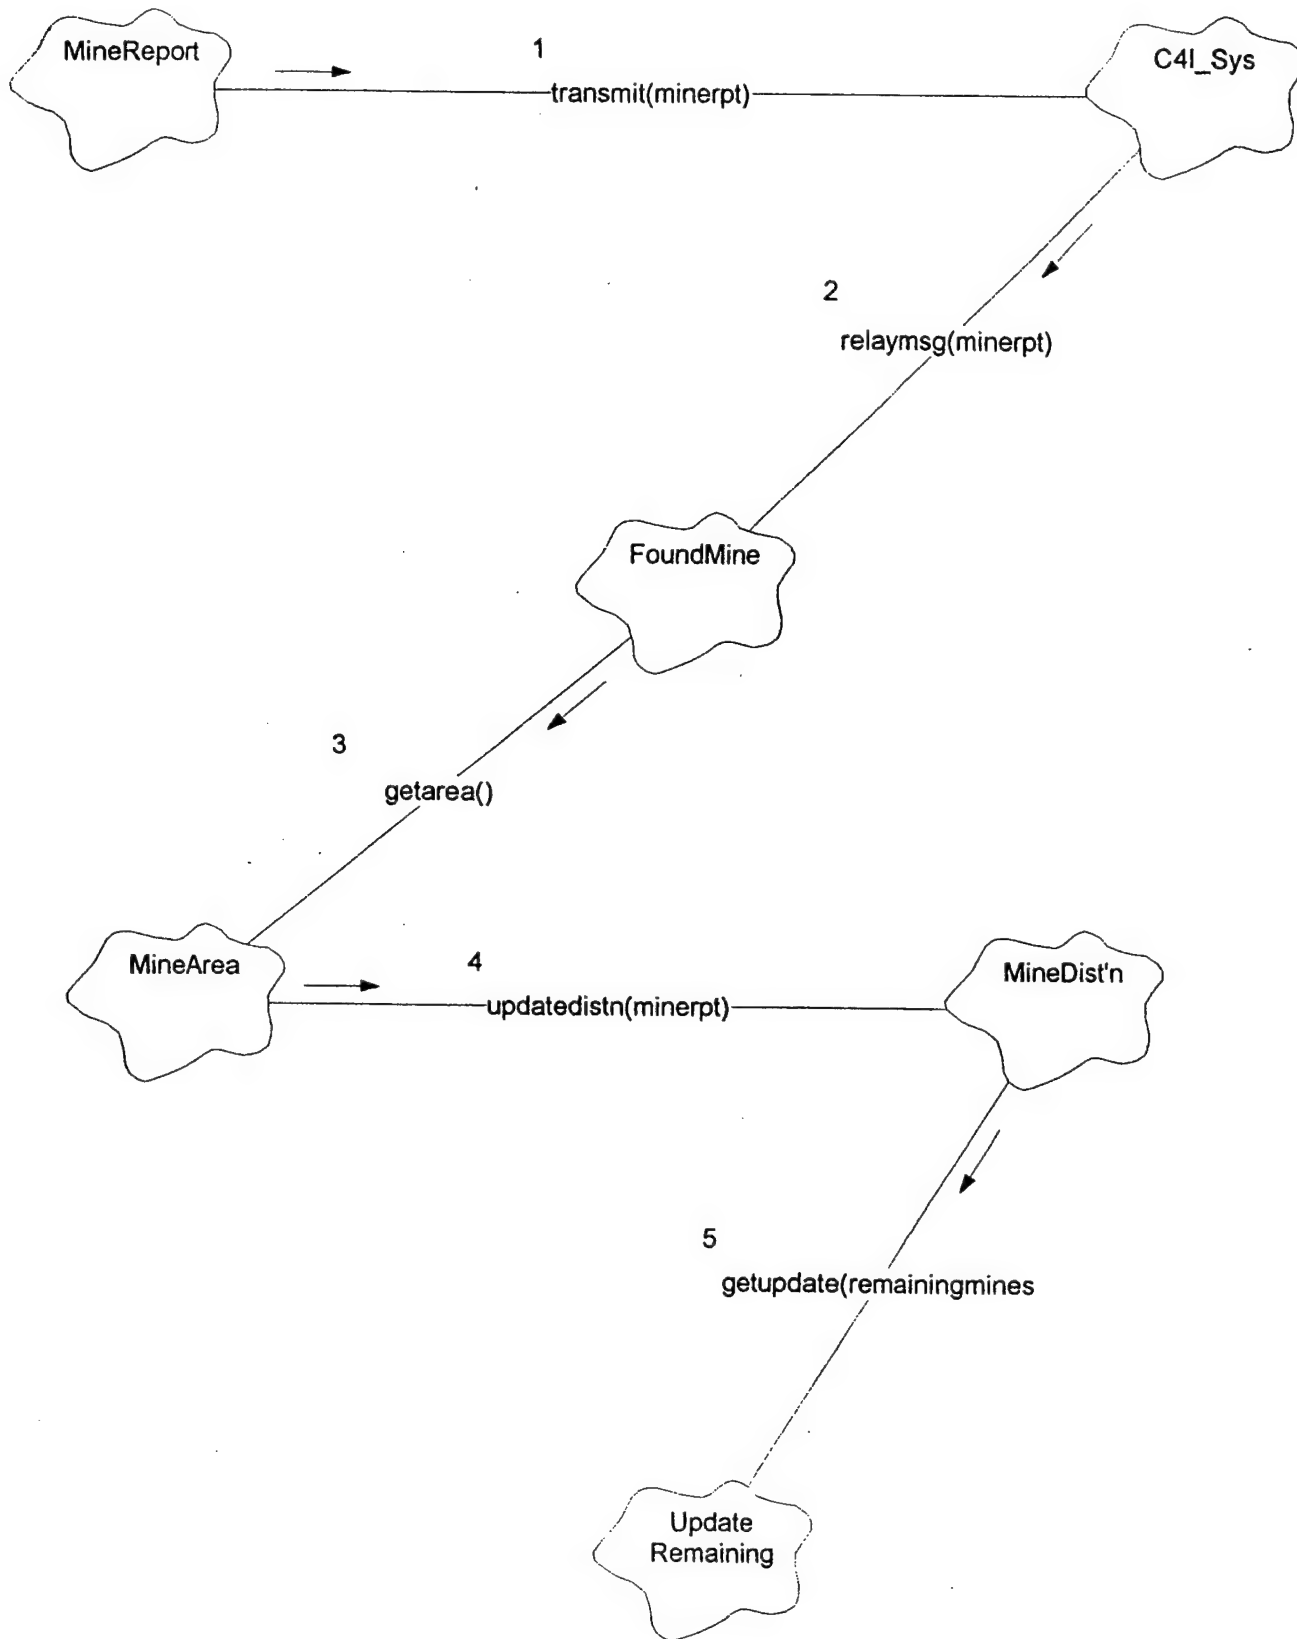 MineReport
1
transmit(minerpt)
C4I_Sys
2
relaymsg(minerpt)
FoundMine
3
getarea()
MineArea
4
updatedistn(minerpt)
MineDist'n
5
getupdate(remainingmines
Update
Remaining